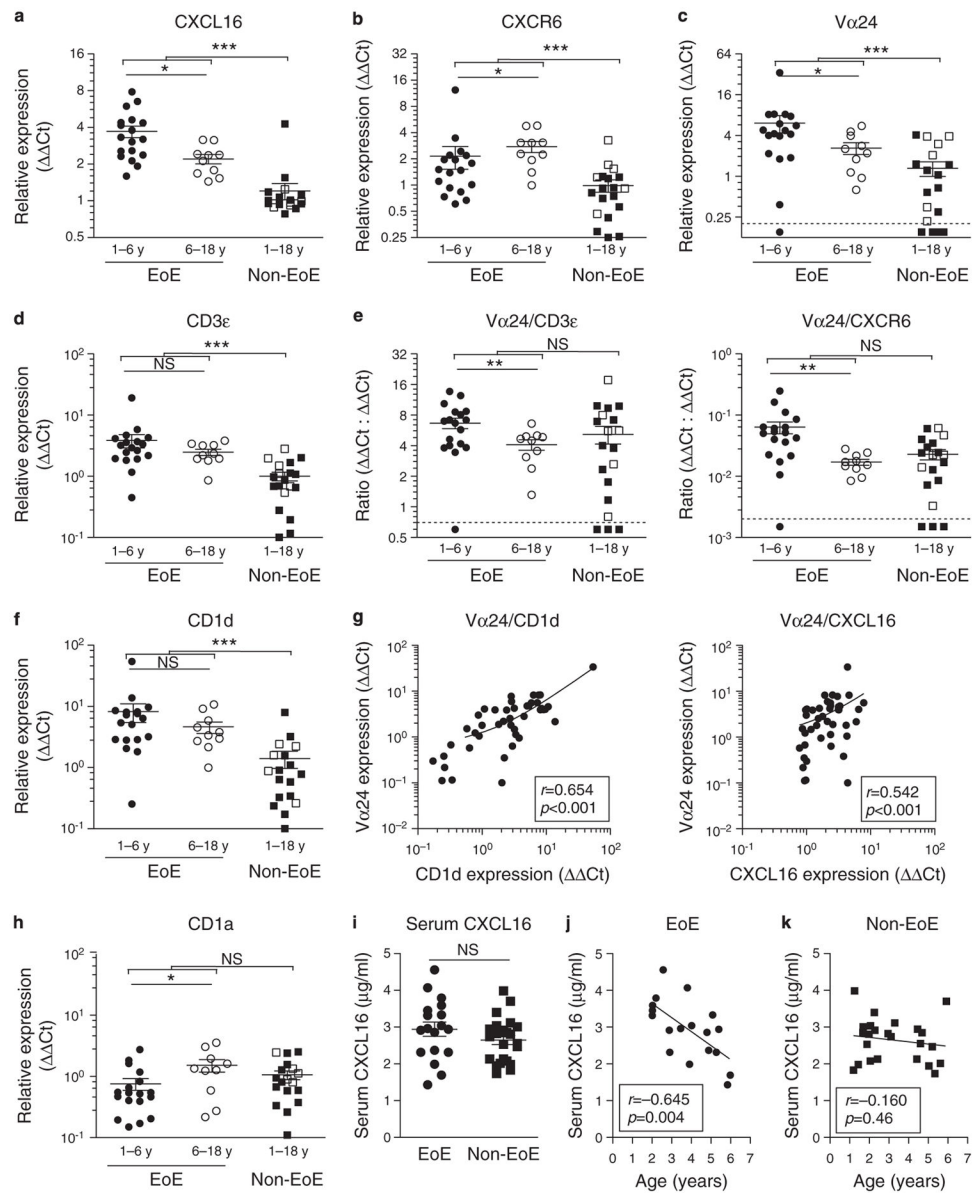 a
CXCL16
Relative expression
(ΔΔCt)
16
8
4
2
1
0.5
***
*
1–6 y
6–18 y
1–18 y
EoE
Non-EoE
b
CXCR6
Relative expression (ΔΔCt)
32
16
8
4
2
1
0.5
0.25
***
*
1–6 y
6–18 y
1–18 y
EoE
Non-EoE
c
Vα24
Relative expression (ΔΔCt)
64
16
4
1
0.25
***
*
1–6 y
6–18 y
1–18 y
EoE
Non-EoE
d
CD3ε
Relative expression
(ΔΔCt)
10²
10¹
10⁰
10⁻¹
***
NS
1–6 y
6–18 y
1–18 y
EoE
Non-EoE
e
Vα24/CD3ε
Ratio (ΔΔCt : ΔΔCt)
32
16
8
4
2
1
0.5
NS
**
1–6 y
6–18 y
1–18 y
EoE
Non-EoE
Vα24/CXCR6
Ratio (ΔΔCt : ΔΔCt)
10⁰
10⁻¹
10⁻²
10⁻³
NS
**
1–6 y
6–18 y
1–18 y
EoE
Non-EoE
f
CD1d
Relative expression
(ΔΔCt)
10²
10¹
10⁰
10⁻¹
***
NS
1–6 y
6–18 y
1–18 y
EoE
Non-EoE
g
Vα24/CD1d
Vα24 expression (ΔΔCt)
10²
10¹
10⁰
10⁻¹
10⁻²
r=0.654
p<0.001
10⁻¹ 10⁰ 10¹ 10²
CD1d expression (ΔΔCt)
Vα24/CXCL16
Vα24 expression (ΔΔCt)
10²
10¹
10⁰
10⁻¹
10⁻²
r=0.542
p<0.001
10⁻¹ 10⁰ 10¹ 10²
CXCL16 expression (ΔΔCt)
h
CD1a
Relative expression
(ΔΔCt)
10²
10¹
10⁰
10⁻¹
NS
*
1–6 y
6–18 y
1–18 y
EoE
Non-EoE
i
Serum CXCL16
Serum CXCL16 (μg/ml)
5
4
3
2
1
0
NS
EoE
Non-EoE
j
EoE
Serum CXCL16 (μg/ml)
5
4
3
2
1
0
r=–0.645
p=0.004
0 1 2 3 4 5 6 7
Age (years)
k
Non-EoE
Serum CXCL16 (μg/ml)
5
4
3
2
1
0
r=–0.160
p=0.46
0 1 2 3 4 5 6 7
Age (years)